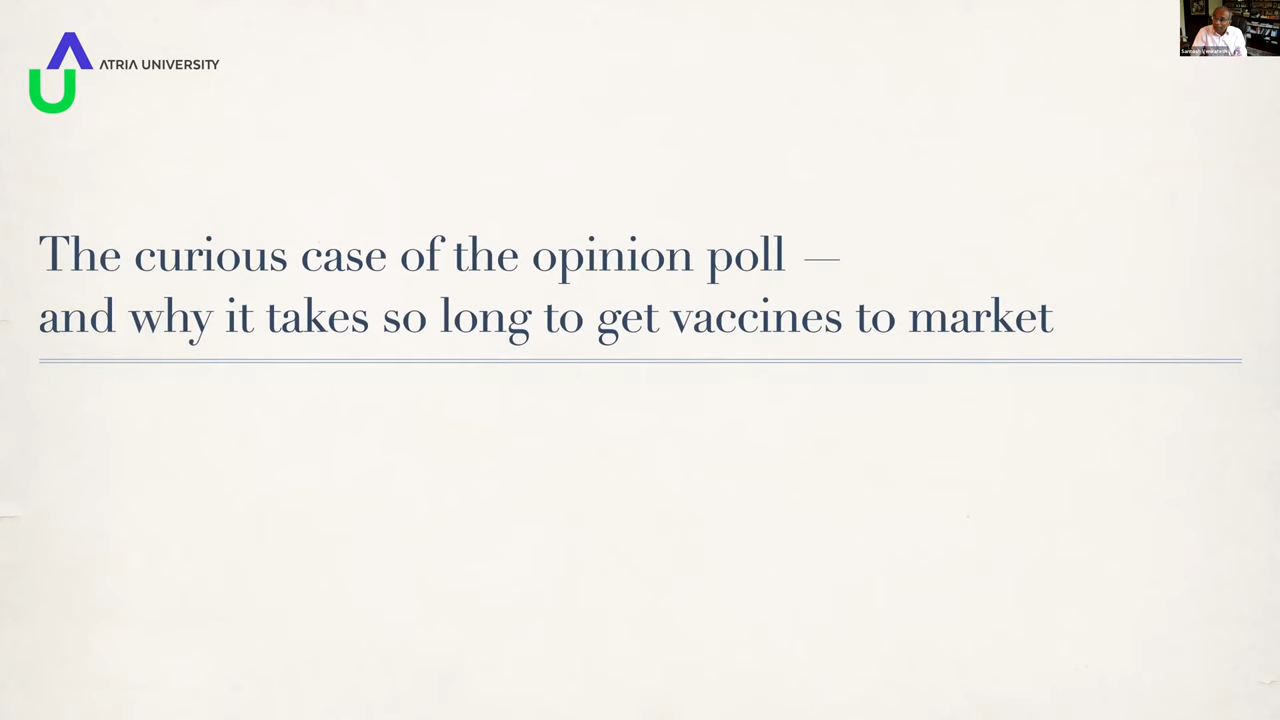 ATRIA UNIVERSITY
Santosh
The curious case of the opinion poll —
and why it takes so long to get vaccines to market